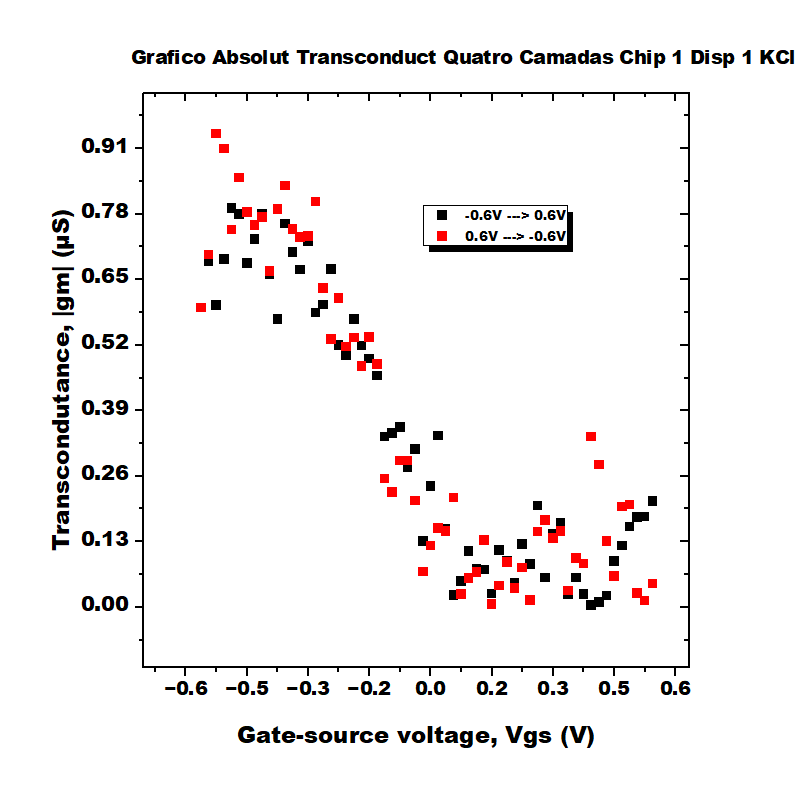 Grafico Absolut Transconduct Quatro Camadas Chip 1 Disp 1 KCl
-0.6V ---> 0.6V
0.6V ---> -0.6V
Transcondutance, |gm| (µS)
0.91
0.78
0.65
0.52
0.39
0.26
0.13
0.00
−0.6 −0.5 −0.3 −0.2 0.0 0.2 0.3 0.5 0.6
Gate-source voltage, Vgs (V)